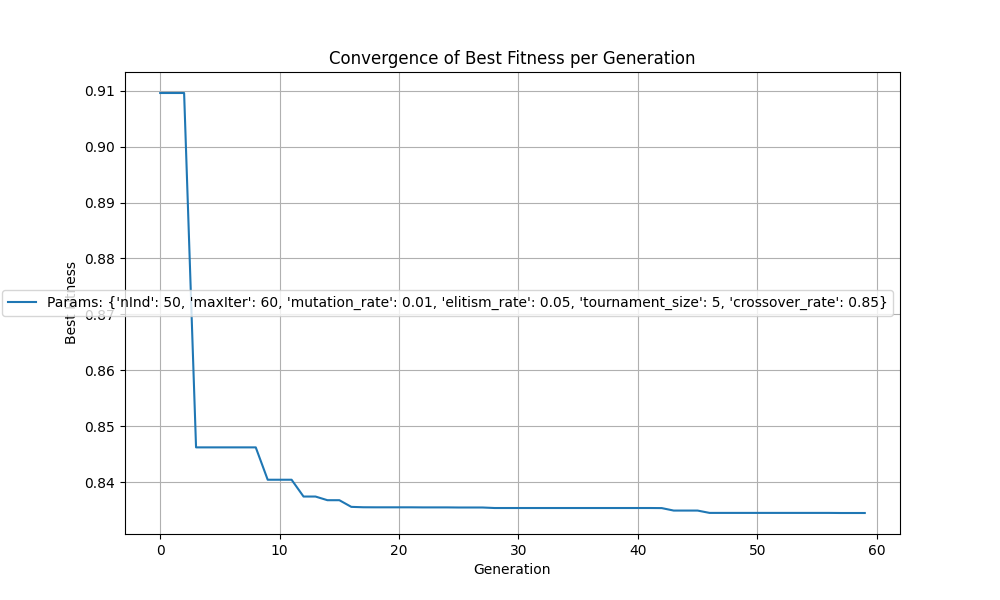 Convergence of Best Fitness per Generation
0.91
0.90
0.89
0.88
0.87
0.86
0.85
0.84
Best Fitness
Params: {'nInd': 50, 'maxIter': 60, 'mutation_rate': 0.01, 'elitism_rate': 0.05, 'tournament_size': 5, 'crossover_rate': 0.85}
0 10 20 30 40 50 60
Generation